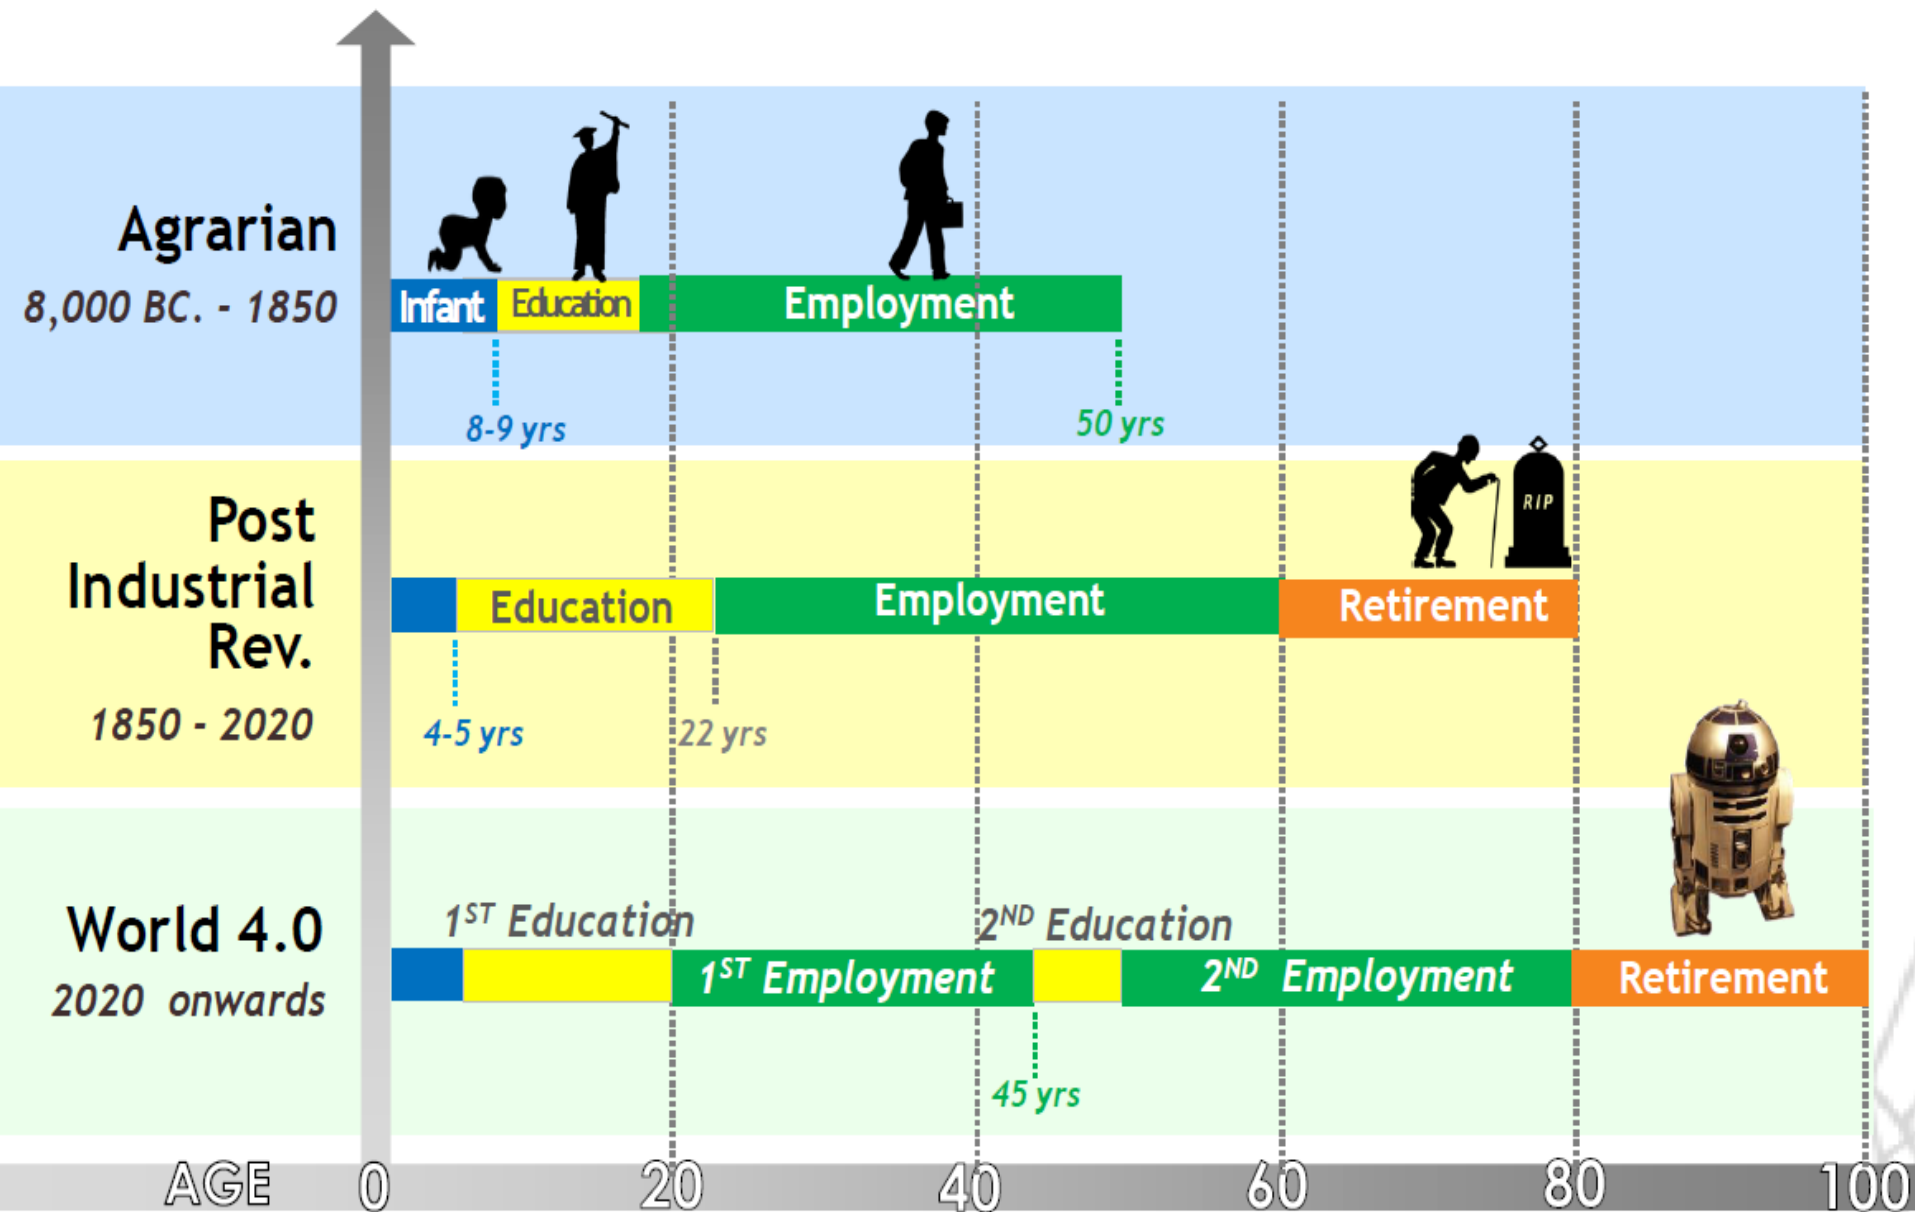 Agrarian
8,000 BC. - 1850
Infant
Education
Employment
8-9 yrs
50 yrs
Post
Industrial
Rev.
1850 - 2020
Education
Employment
Retirement
RIP
4-5 yrs
22 yrs
World 4.0
2020 onwards
1ST Education
2ND Education
1ST Employment
2ND Employment
Retirement
45 yrs
AGE 0 20 40 60 80 100